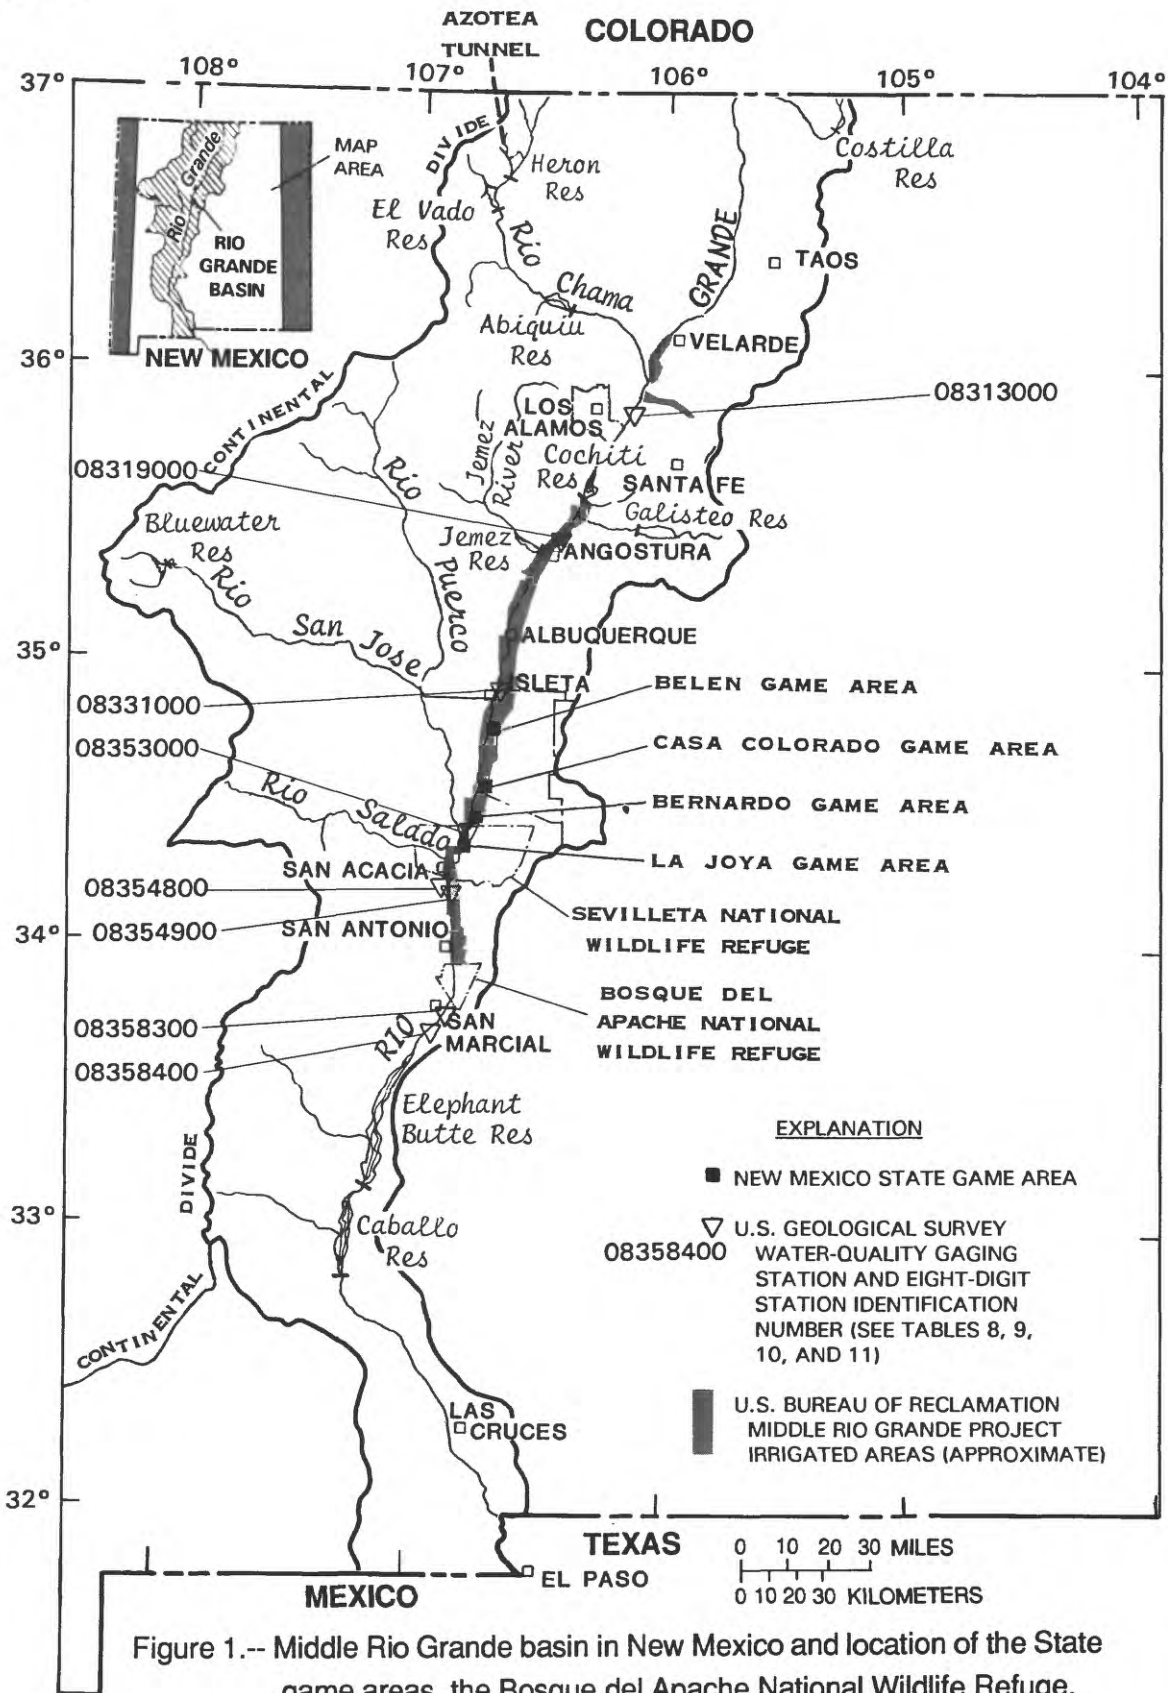 AZOTEA
TUNNEL
COLORADO
108°
107°
106°
105°
104°
37°
DIVIDE
Heron
Res
Costilla
Res
Rio Grande
MAP
AREA
RIO
GRANDE
BASIN
NEW MEXICO
El Vado
Res
Rio
Chama
GRANDE
TAOS
Abiquiu
Res
VELARDE
36°
08313000
CONTINENTAL
LOS
ALAMOS
Jemez
River
Cochiti
Res
SANTA FE
Galisteo Res
08319000
Rio
Puerco
Bluewater
Res
Jemez
Res
ANGOSTURA
Rio
San
Jose
ALBUQUERQUE
35°
ISLETA
08331000
BELEN GAME AREA
08353000
CASA COLORADO GAME AREA
Rio
Salado
BERNARDO GAME AREA
LA JOYA GAME AREA
SAN ACACIA
08354800
08354900
SAN ANTONIO
34°
SEVILLETA NATIONAL
WILDLIFE REFUGE
BOSQUE DEL
APACHE NATIONAL
WILDLIFE REFUGE
08358300
RIO
SAN
MARCIAL
08358400
Elephant
Butte Res
DIVIDE
33°
Caballo
Res
CONTINENTAL
EXPLANATION
NEW MEXICO STATE GAME AREA
U.S. GEOLOGICAL SURVEY
08358400 WATER-QUALITY GAGING
STATION AND EIGHT-DIGIT
STATION IDENTIFICATION
NUMBER (SEE TABLES 8, 9,
10, AND 11)
U.S. BUREAU OF RECLAMATION
MIDDLE RIO GRANDE PROJECT
IRRIGATED AREAS (APPROXIMATE)
LAS
CRUCES
32°
TEXAS
0 10 20 30 MILES
0 10 20 30 KILOMETERS
EL PASO
MEXICO
Figure 1.-- Middle Rio Grande basin in New Mexico and location of the State
game areas, the Bosque del Apache National Wildlife Refuge,